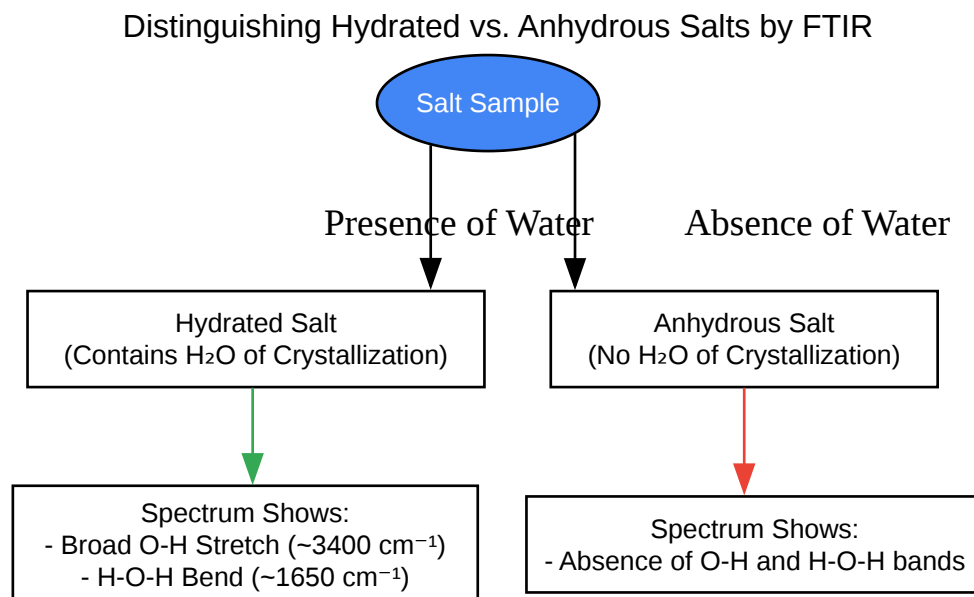 Distinguishing Hydrated vs. Anhydrous Salts by FTIR
Salt Sample
Presence of Water
Absence of Water
Hydrated Salt
(Contains H₂O of Crystallization)
Anhydrous Salt
(No H₂O of Crystallization)
Spectrum Shows:
- Broad O-H Stretch (~3400 cm⁻¹)
- H-O-H Bend (~1650 cm⁻¹)
Spectrum Shows:
- Absence of O-H and H-O-H bands